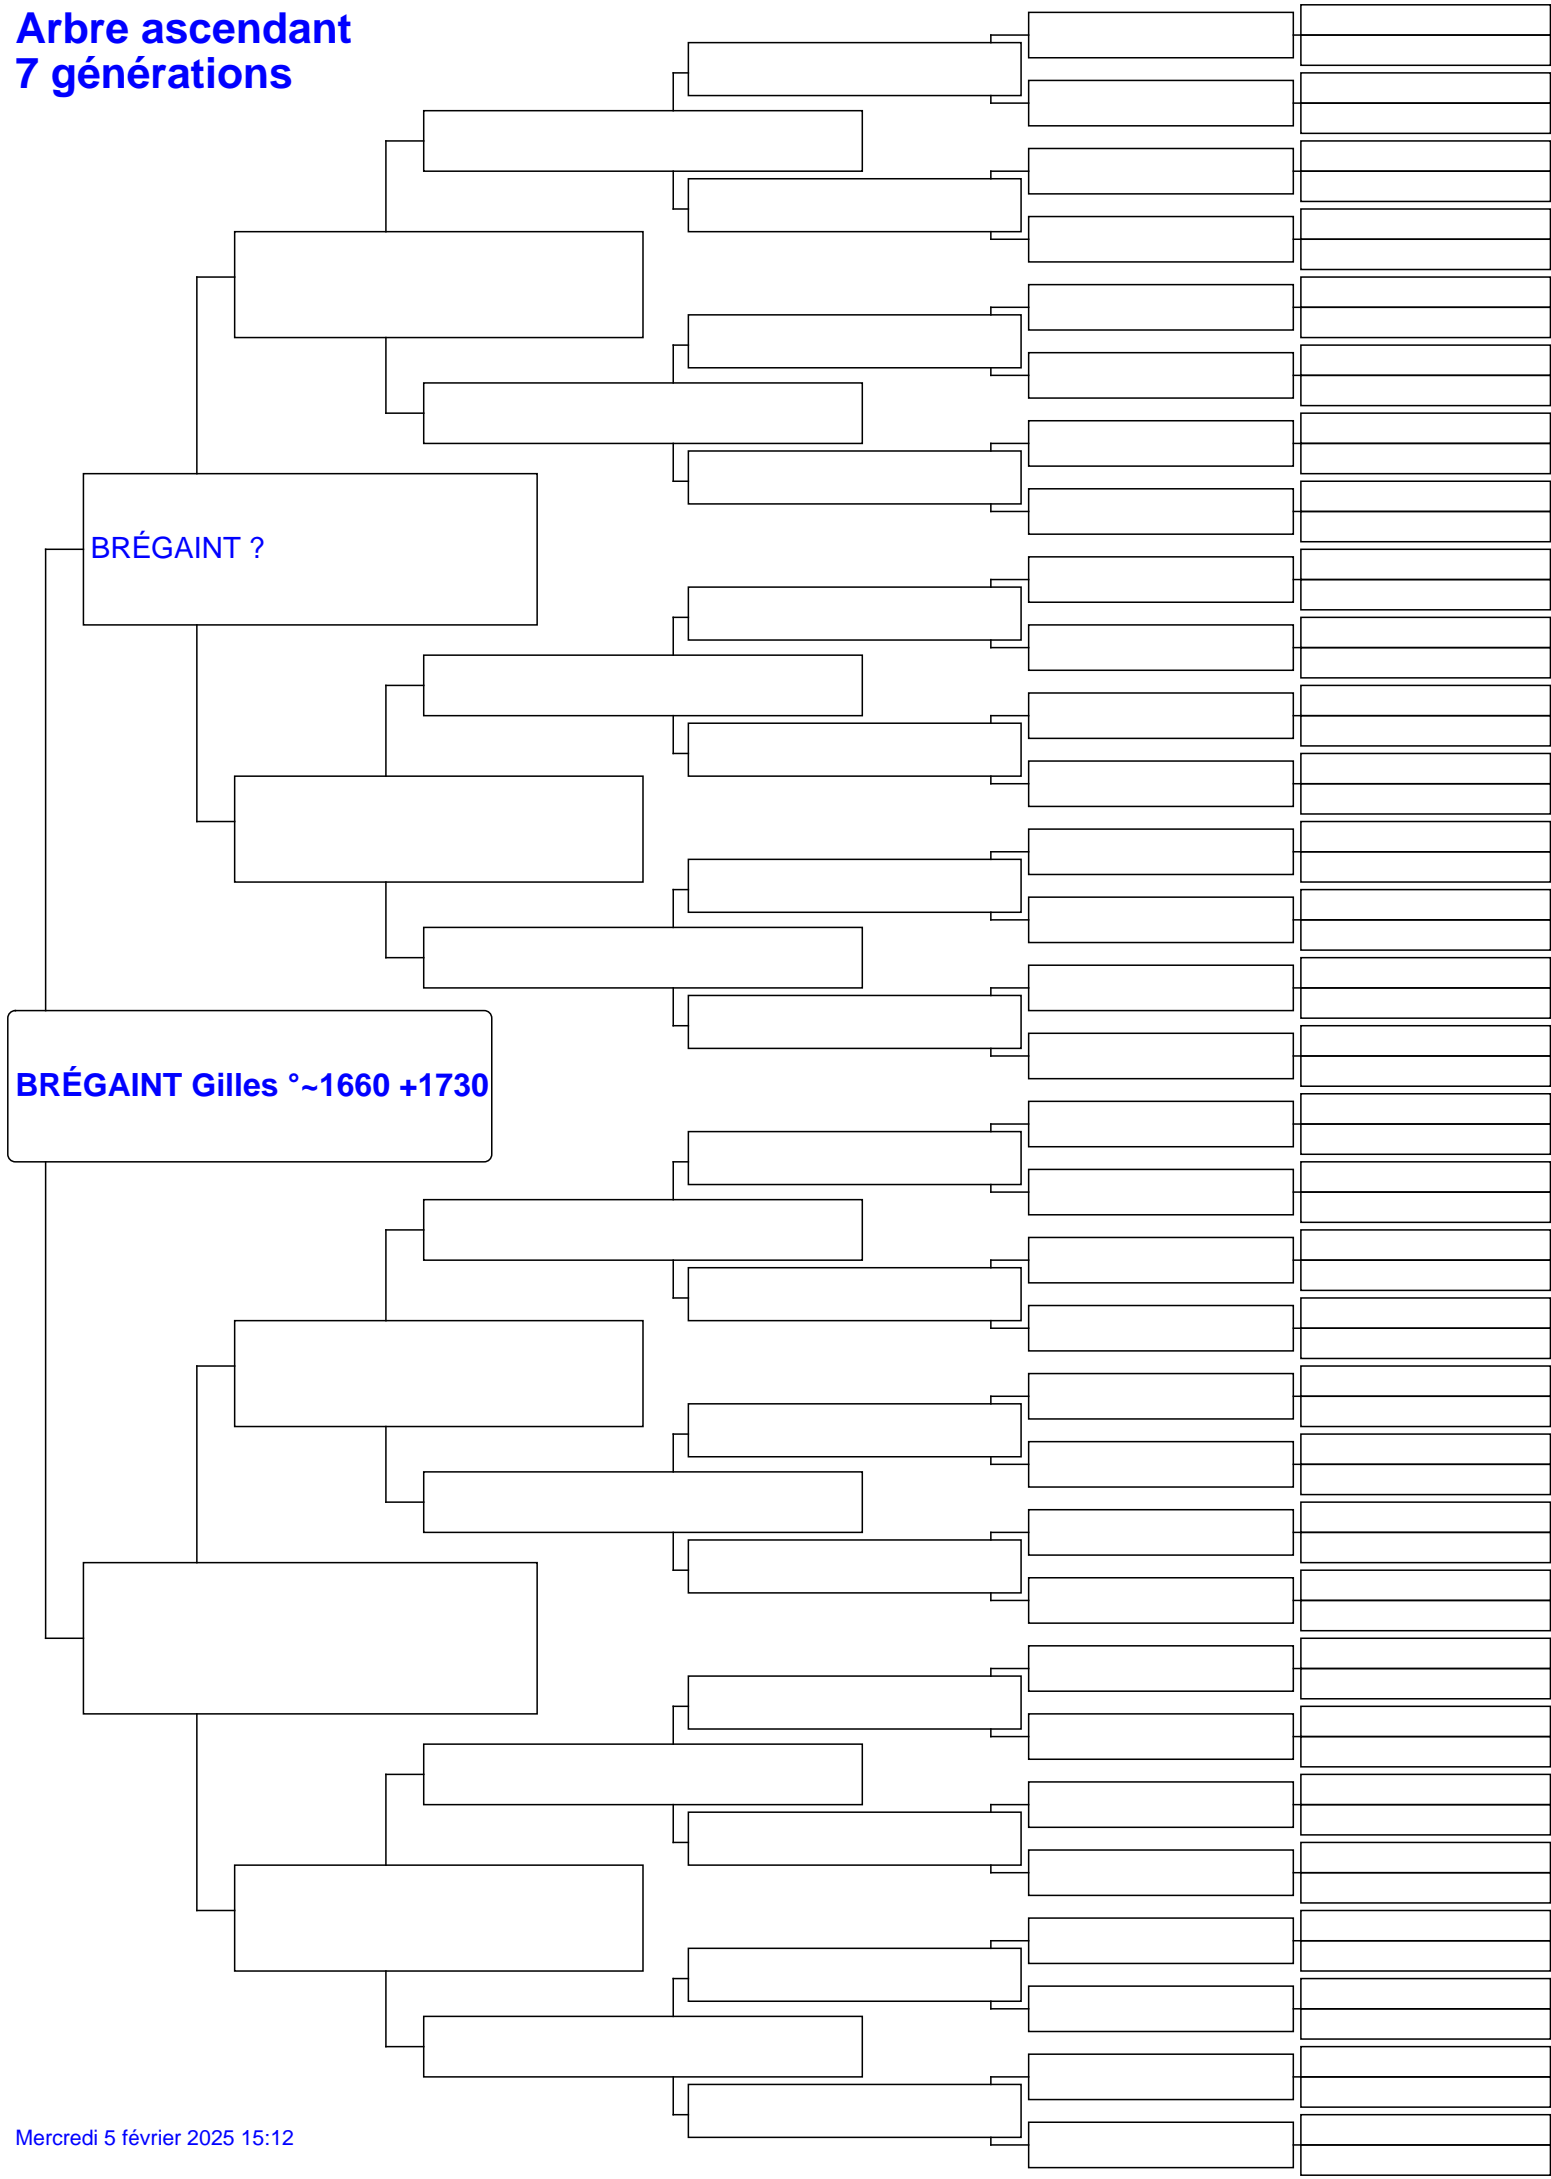 Arbre ascendant
7 générations
BRÉGAINT ?
BRÉGAINT Gilles °~1660 +1730
Mercredi 5 février 2025 15:12